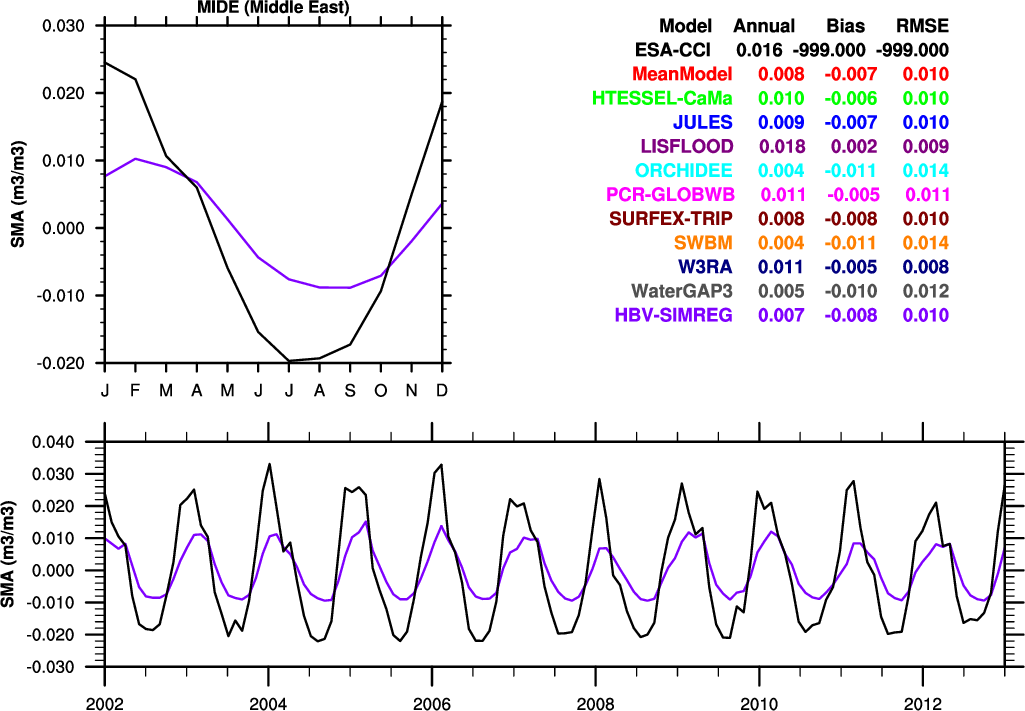 MIDE (Middle East)
0.030
0.020
0.010
0.000
-0.010
-0.020
SMA (m3/m3)
J F M A M J J A S O N D
Model Annual Bias RMSE
ESA-CCI 0.016 -999.000 -999.000
MeanModel 0.008 -0.007 0.010
HTESSEL-CaMa 0.010 -0.006 0.010
JULES 0.009 -0.007 0.010
LISFLOOD 0.018 0.002 0.009
ORCHIDEE 0.004 -0.011 0.014
PCR-GLOBWB 0.011 -0.005 0.011
SURFEX-TRIP 0.008 -0.008 0.010
SWBM 0.004 -0.011 0.014
W3RA 0.011 -0.005 0.008
WaterGAP3 0.005 -0.010 0.012
HBV-SIMREG 0.007 -0.008 0.010
0.040
0.030
0.020
0.010
0.000
-0.010
-0.020
-0.030
SMA (m3/m3)
2002 2004 2006 2008 2010 2012